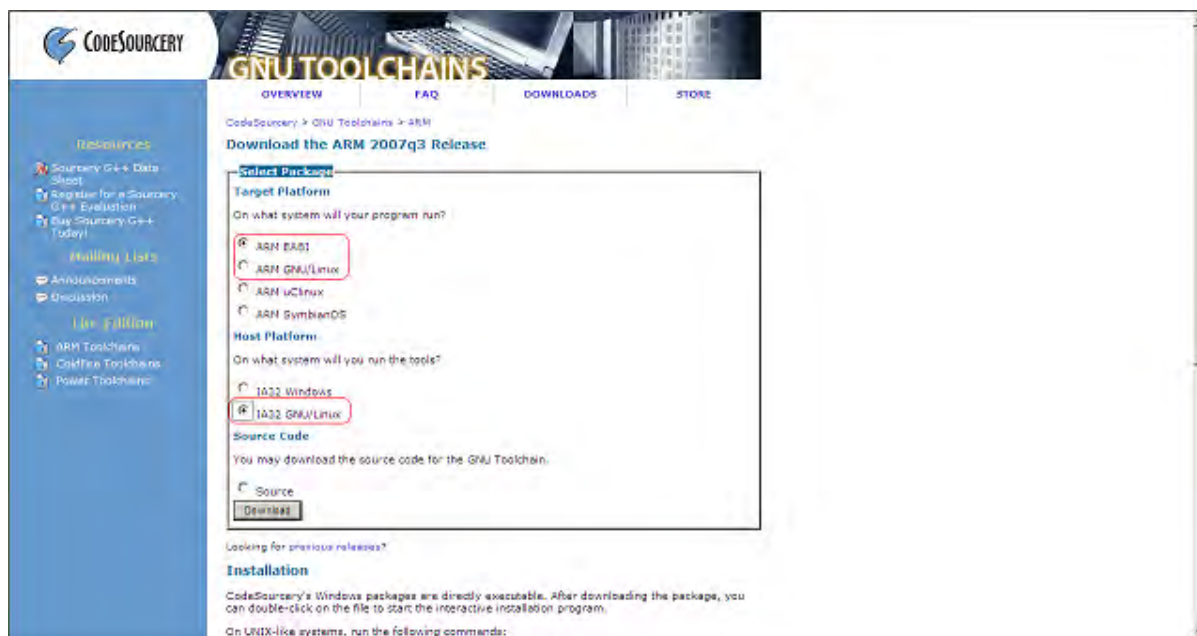 CODESOURCERY
GNU TOOLCHAINS
OVERVIEW FAQ DOWNLOADS STORE
CodeSourcery > GNU Toolchains > ARM
Resources
Sourcery G++ Data
Sheet
Register for a Sourcery
G++ Evaluation
Buy Sourcery G++
Today!
Mailing Lists
Announcements
Discussion
Lite Edition
ARM Toolchains
Coldfire Toolchains
Power Toolchains
Download the ARM 2007q3 Release
Select Package
Target Platform
On what system will your program run?
ARM EABI
ARM GNU/Linux
ARM uClinux
ARM SymbianOS
Host Platform
On what system will you run the tools?
IA32 Windows
IA32 GNU/Linux
Source Code
You may download the source code for the GNU Toolchain.
Source
Download
Looking for previous releases?
Installation
CodeSourcery's Windows packages are directly executable. After downloading the package, you
can double-click on the file to start the interactive installation program.
On UNIX-like systems, run the following commands: